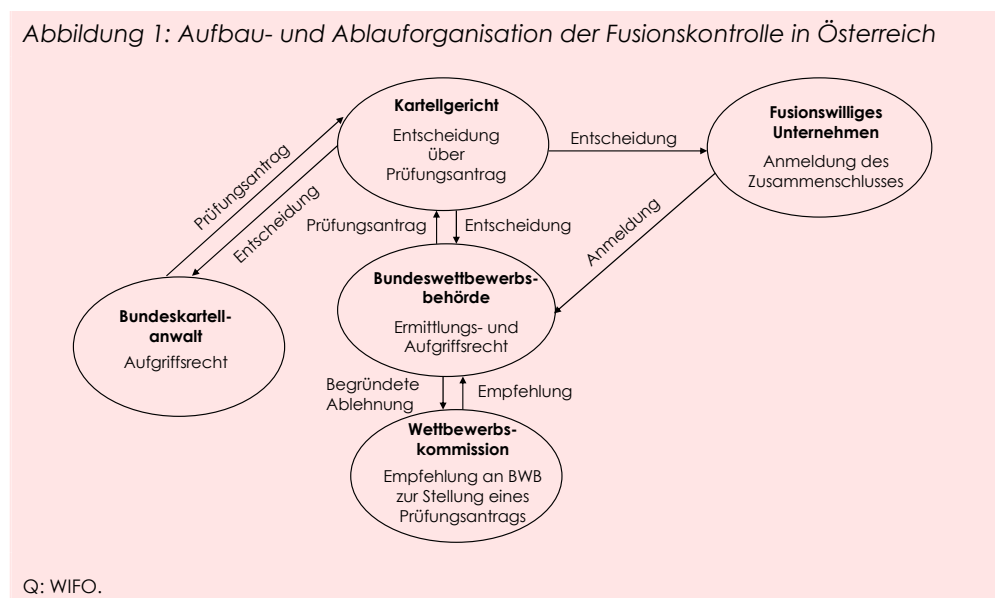 Abbildung 1: Aufbau- und Ablauforganisation der Fusionskontrolle in Österreich
Kartellgericht
Entscheidung
über
Prüfungsantrag
Entscheidung
Fusionswilliges
Unternehmen
Anmeldung des
Zusammenschlusses
Prüfungsantrag
Entscheidung
Prüfungsantrag
Entscheidung
Anmeldung
Bundeswettbewerbs-
behörde
Ermittlungs- und
Aufgriffsrecht
Bundeskartell-
anwalt
Aufgriffsrecht
Begründete
Ablehnung
Empfehlung
Wettbewerbs-
kommission
Empfehlung an BWB
zur Stellung eines
Prüfungsantrags
Q: WIFO.